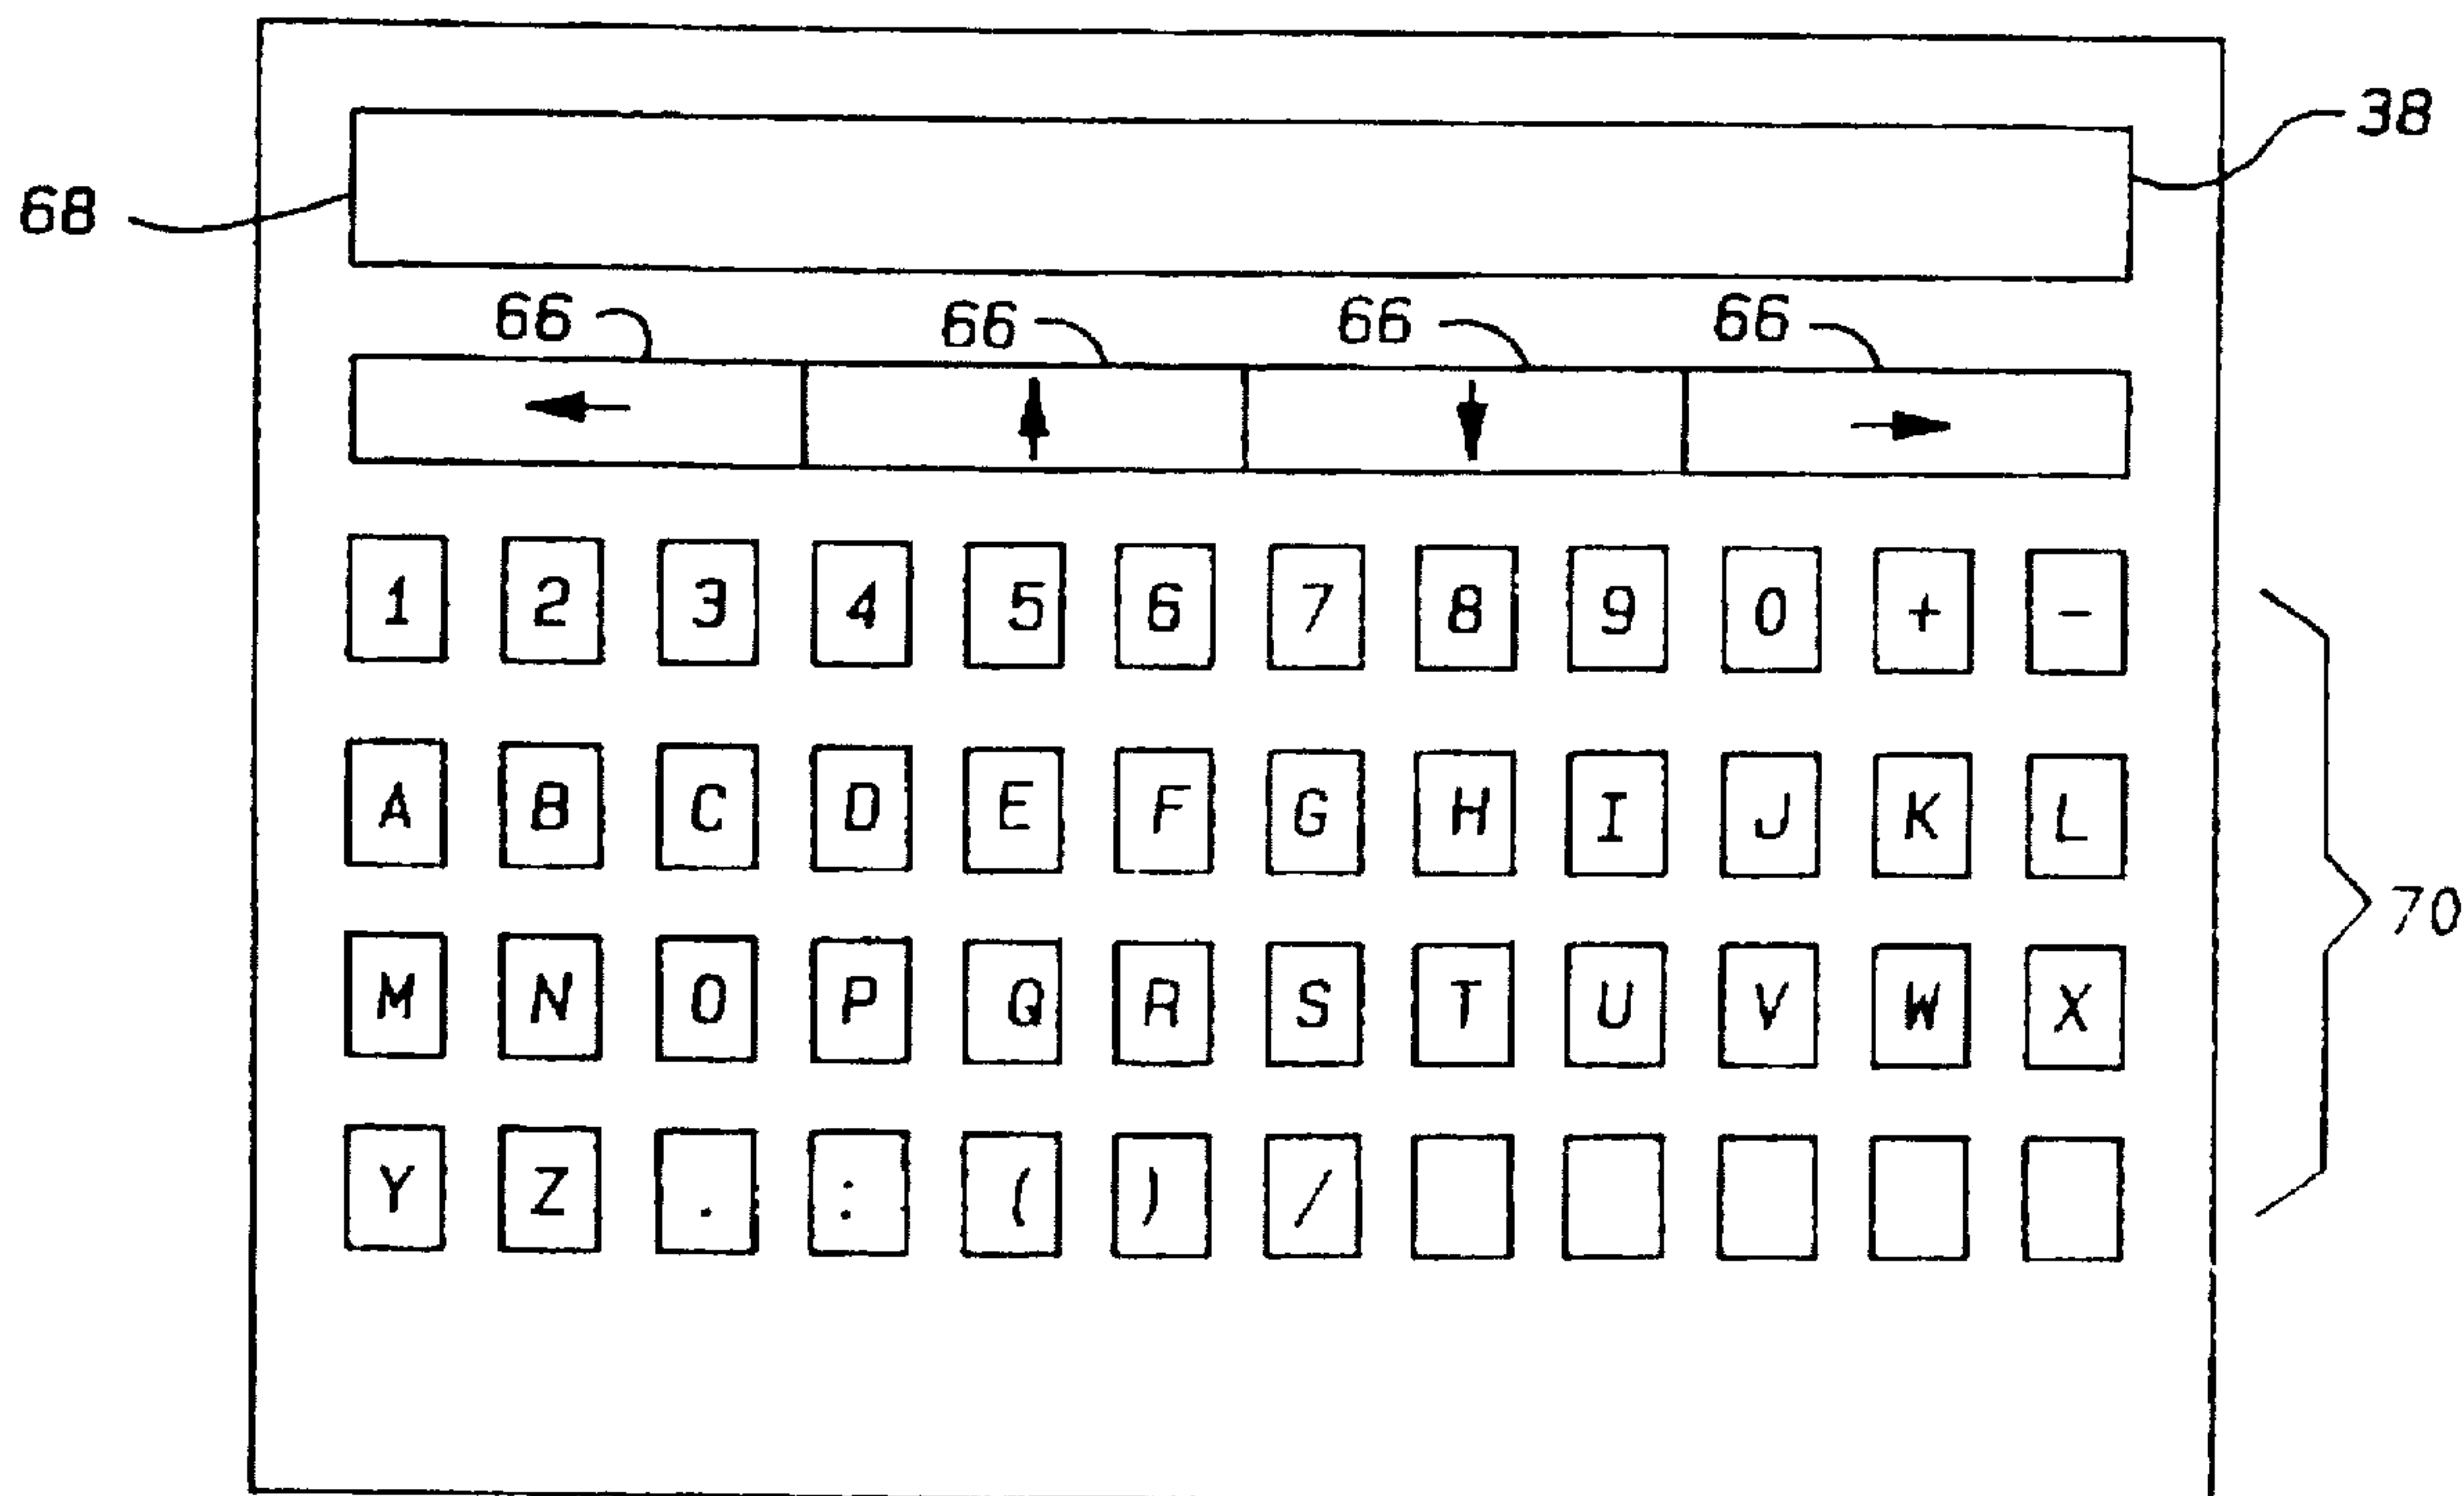 38
68
66 66 66 66
← ↑ ↓ →
1 2 3 4 5 6 7 8 9 0 + -
A B C D E F G H I J K L
70
M N O P Q R S T U V W X
Y Z . : ( ) /